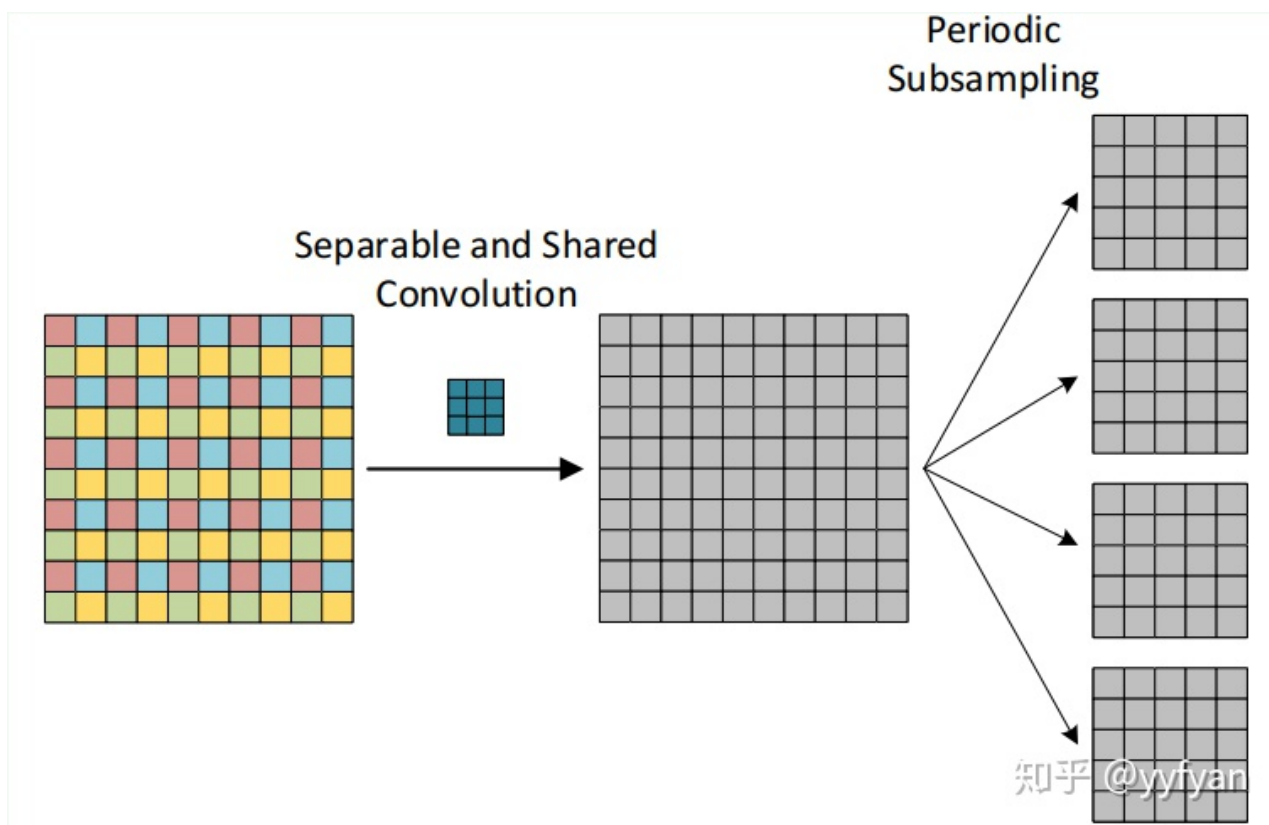 Periodic
Subsampling
Separable and Shared
Convolution
知乎 @yyfyan